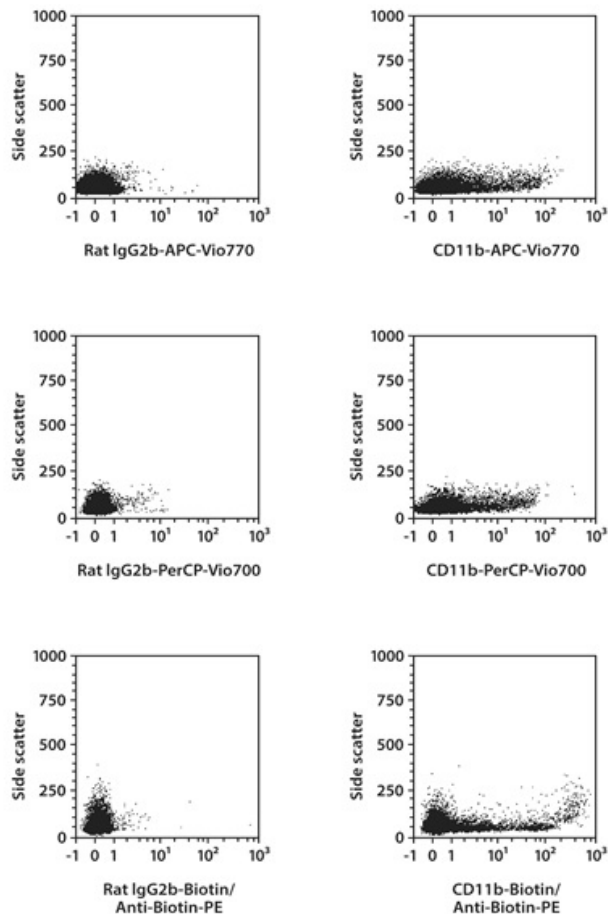 1000
750
500
250
0
Side scatter
-1 0 1 10¹ 10² 10³
Rat IgG2b-APC-Vio770
1000
750
500
250
0
Side scatter
-1 0 1 10¹ 10² 10³
CD11b-APC-Vio770
1000
750
500
250
0
Side scatter
-1 0 1 10¹ 10² 10³
Rat IgG2b-PerCP-Vio700
1000
750
500
250
0
Side scatter
-1 0 1 10¹ 10² 10³
CD11b-PerCP-Vio700
1000
750
500
250
0
Side scatter
-1 0 1 10¹ 10² 10³
Rat IgG2b-Biotin/
Anti-Biotin-PE
1000
750
500
250
0
Side scatter
-1 0 1 10¹ 10² 10³
CD11b-Biotin/
Anti-Biotin-PE